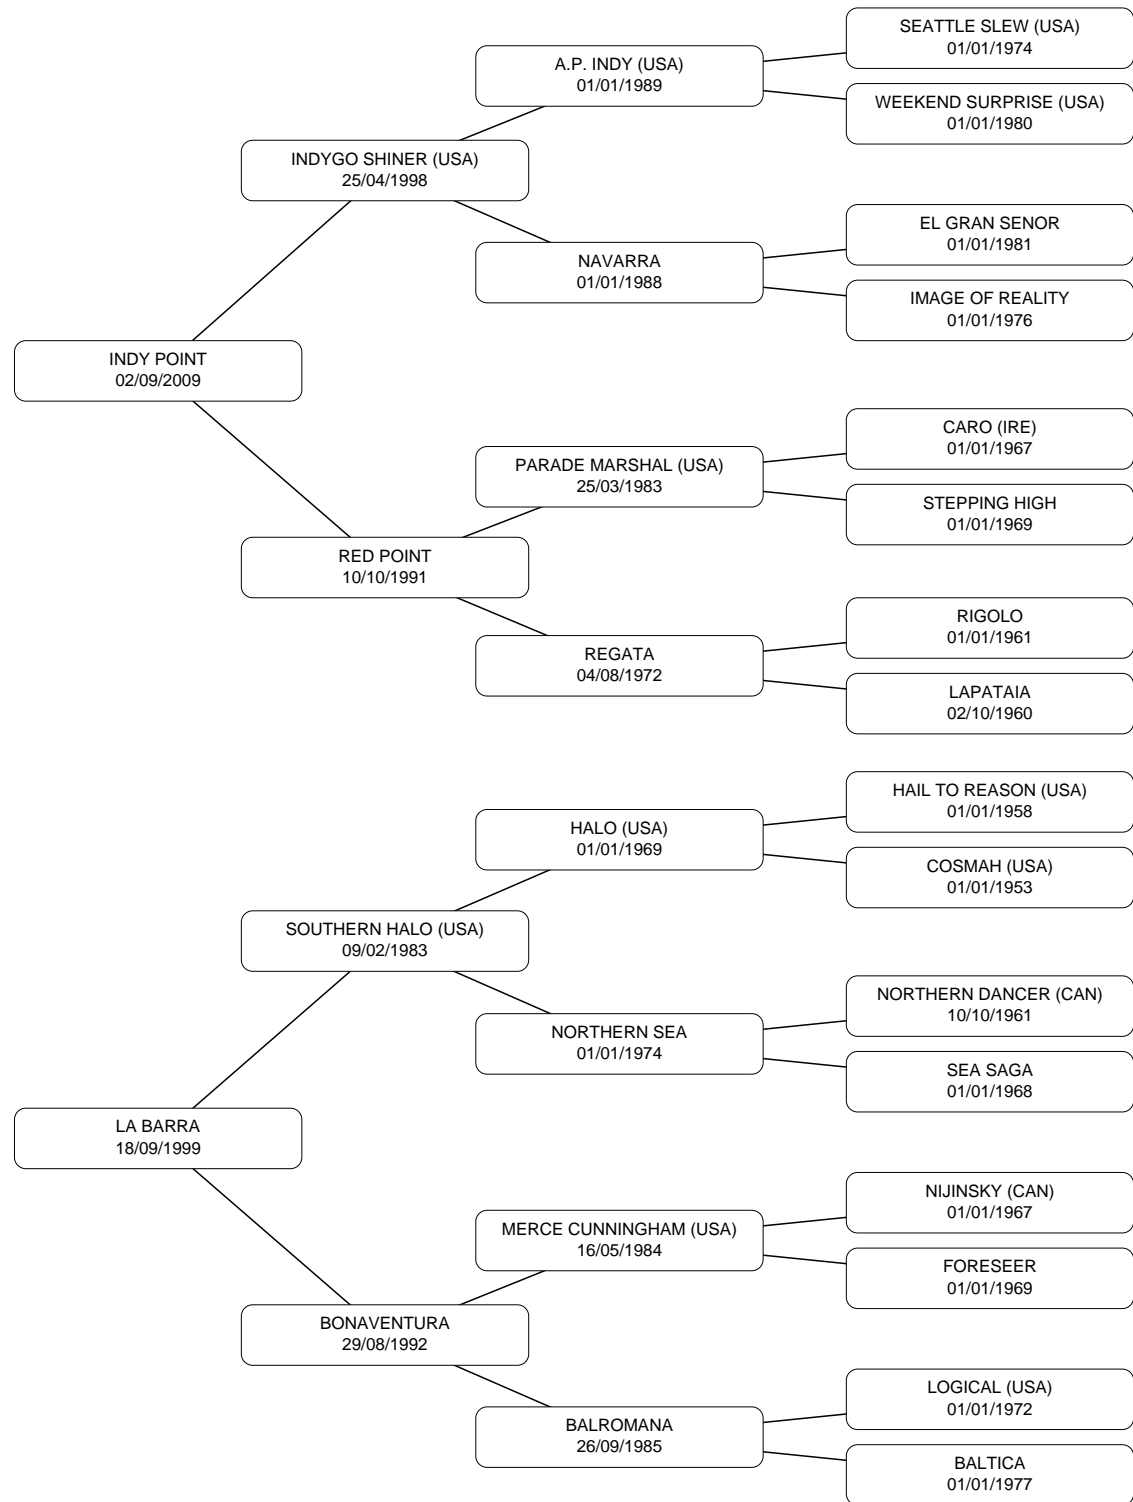 SEATTLE SLEW (USA)
01/01/1974
A.P. INDY (USA)
01/01/1989
WEEKEND SURPRISE (USA)
01/01/1980
INDYGO SHINER (USA)
25/04/1998
EL GRAN SENOR
01/01/1981
NAVARRA
01/01/1988
IMAGE OF REALITY
01/01/1976
INDY POINT
02/09/2009
CARO (IRE)
01/01/1967
PARADE MARSHAL (USA)
25/03/1983
STEPPING HIGH
01/01/1969
RED POINT
10/10/1991
RIGOLO
01/01/1961
REGATA
04/08/1972
LAPATAIA
02/10/1960
HAIL TO REASON (USA)
01/01/1958
HALO (USA)
01/01/1969
COSMAH (USA)
01/01/1953
SOUTHERN HALO (USA)
09/02/1983
NORTHERN DANCER (CAN)
10/10/1961
NORTHERN SEA
01/01/1974
SEA SAGA
01/01/1968
LA BARRA
18/09/1999
NIJINSKY (CAN)
01/01/1967
MERCE CUNNINGHAM (USA)
16/05/1984
FORESEER
01/01/1969
BONAVENTURA
29/08/1992
LOGICAL (USA)
01/01/1972
BALROMANA
26/09/1985
BALTICA
01/01/1977